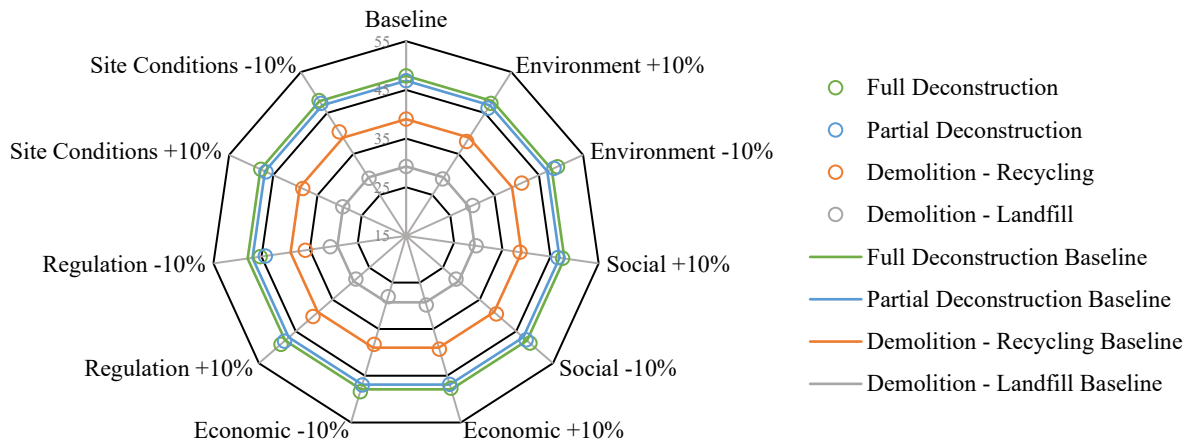 Baseline
55
Site Conditions -10%
Environment +10%
45
Full Deconstruction
Partial Deconstruction
Site Conditions +10%
35
Environment -10%
Demolition - Recycling
25
Demolition - Landfill
15
Regulation -10%
Social +10%
Full Deconstruction Baseline
Partial Deconstruction Baseline
Demolition - Recycling Baseline
Regulation +10%
Social -10%
Demolition - Landfill Baseline
Economic -10%
Economic +10%